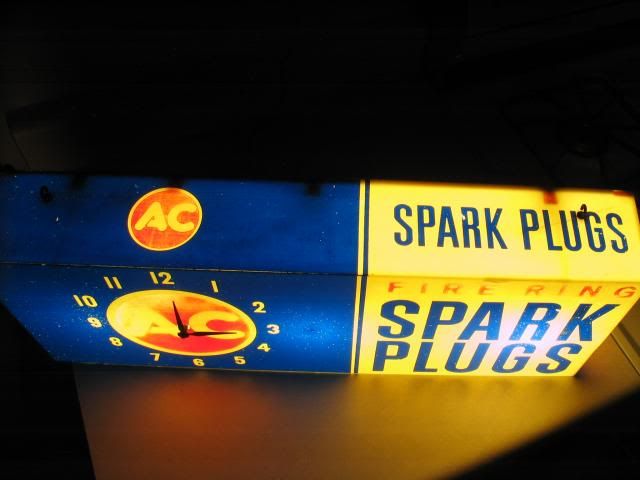 AC
SPARK PLUGS
FIRE RING
SPARK
PLUGS
AC
12
1
2
3
4
5
6
7
8
9
10
11